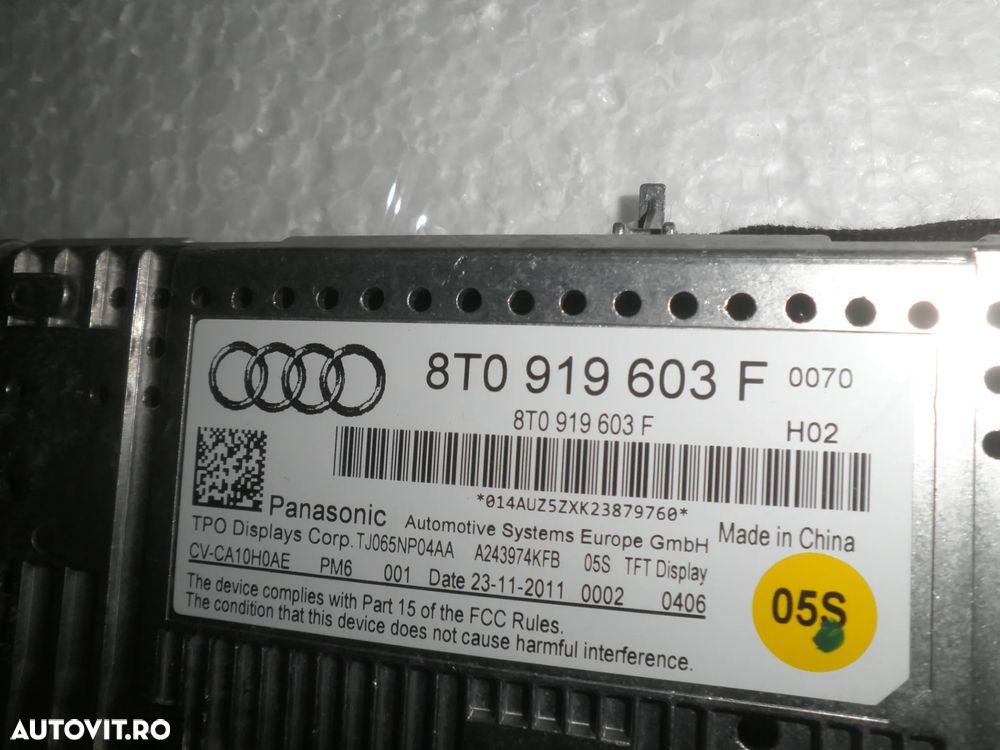 8T0 919 603 F 0070
8T0 919 603 F H02
*014AUZ5ZXK23879760*
Panasonic Automotive Systems Europe GmbH Made in China
TPO Displays Corp. TJ065NP04AA A243974KFB 05S TFT Display
CV-CA10H0AE PM6 001 Date 23-11-2011 0002 0406
The device complies with Part 15 of the FCC Rules.
The condition that this device does not cause harmful interference.
05S
AUTOVIT.RO
AUTOVIT.RO